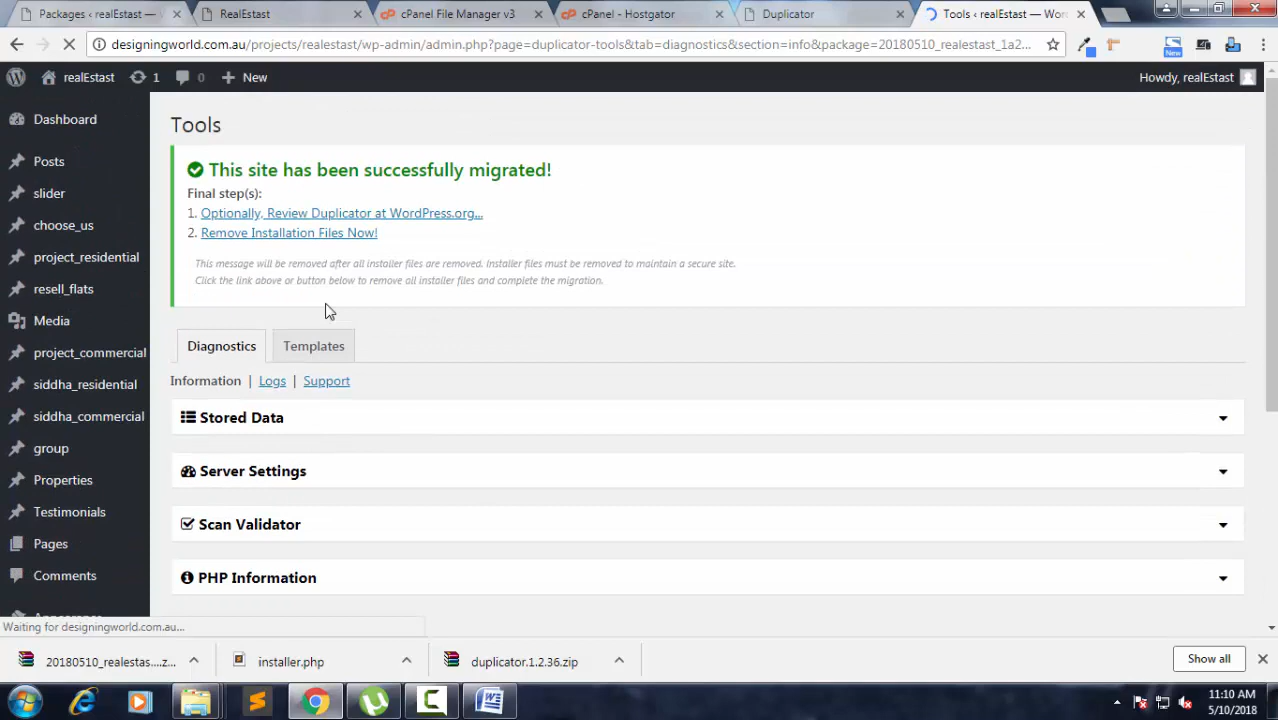 Packages ‹ realEstast —
RealEstast
cPanel File Manager v3
cPanel - Hostgator
Duplicator
Tools ‹ realEstast — Wor
designingworld.com.au/projects/realestast/wp-admin/admin.php?page=duplicator-tools&tab=diagnostics&section=info&package=20180510_realestast_1a2...
New
realEstast 1 0 New Howdy, realEstast
Dashboard
Posts
slider
choose_us
project_residential
resell_flats
Media
project_commercial
siddha_residential
siddha_commercial
group
Properties
Testimonials
Pages
Comments
Appearance
Tools
This site has been successfully migrated!
Final step(s):
1. Optionally, Review Duplicator at WordPress.org...
2. Remove Installation Files Now!
This message will be removed after all installer files are removed. Installer files must be removed to maintain a secure site.
Click the link above or button below to remove all installer files and complete the migration.
Diagnostics Templates
Information | Logs | Support
Stored Data
Server Settings
Scan Validator
PHP Information
Waiting for designingworld.com.au...
20180510_realestas....z...
installer.php
duplicator.1.2.36.zip
Show all
11:10 AM
5/10/2018